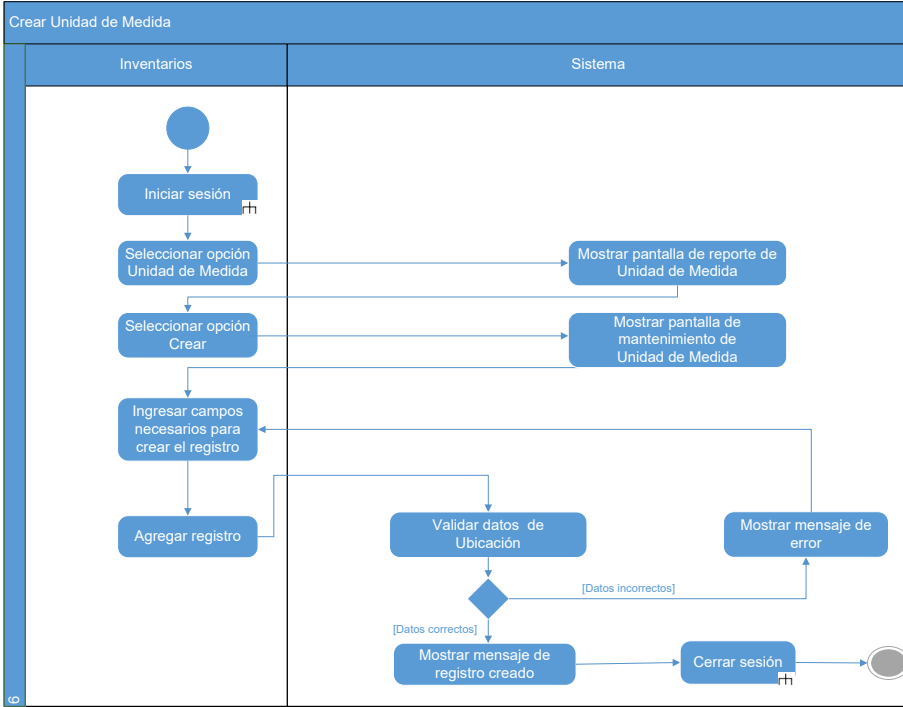 Crear Unidad de Medida
Inventarios
Sistema
Iniciar sesión
Seleccionar opción
Unidad de Medida
Mostrar pantalla de reporte de
Unidad de Medida
Seleccionar opción
Crear
Mostrar pantalla de
mantenimiento de
Unidad de Medida
Ingresar campos
necesarios para
crear el registro
Agregar registro
Validar datos de
Ubicación
Mostrar mensaje de
error
[Datos incorrectos]
[Datos correctos]
Mostrar mensaje de
registro creado
Cerrar sesión
6